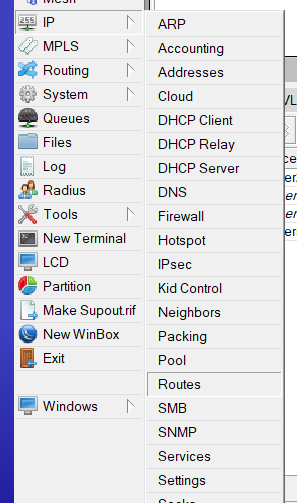 Mesh
IP
MPLS
Routing
System
Queues
Files
Log
Radius
Tools
New Terminal
LCD
Partition
Make Supout.rif
New WinBox
Exit
Windows
ARP
Accounting
Addresses
Cloud
DHCP Client
DHCP Relay
DHCP Server
DNS
Firewall
Hotspot
IPsec
Kid Control
Neighbors
Packing
Pool
Routes
SMB
SNMP
Services
Settings
Socks